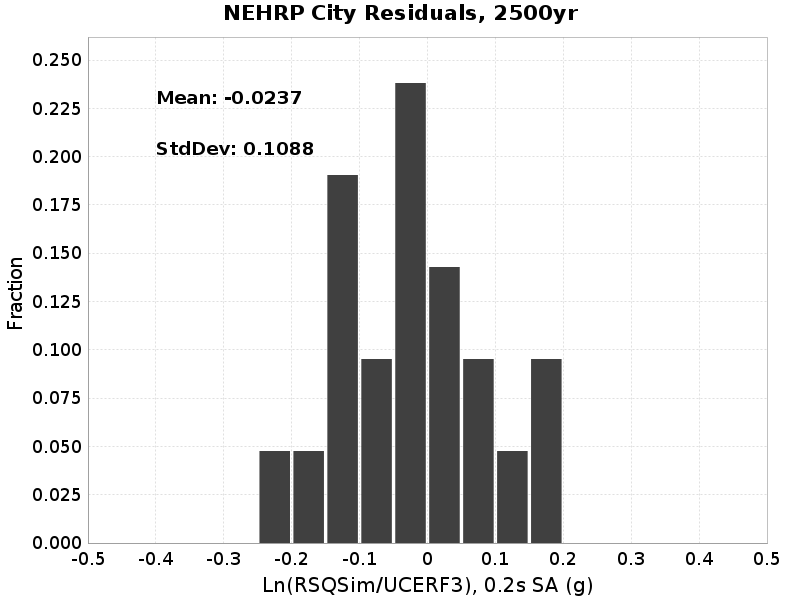 NEHRP City Residuals, 2500yr
Mean: -0.0237
StdDev: 0.1088
Fraction
0.250
0.225
0.200
0.175
0.150
0.125
0.100
0.075
0.050
0.025
0.000
-0.5 -0.4 -0.3 -0.2 -0.1 0 0.1 0.2 0.3 0.4 0.5
Ln(RSQSim/UCERF3), 0.2s SA (g)